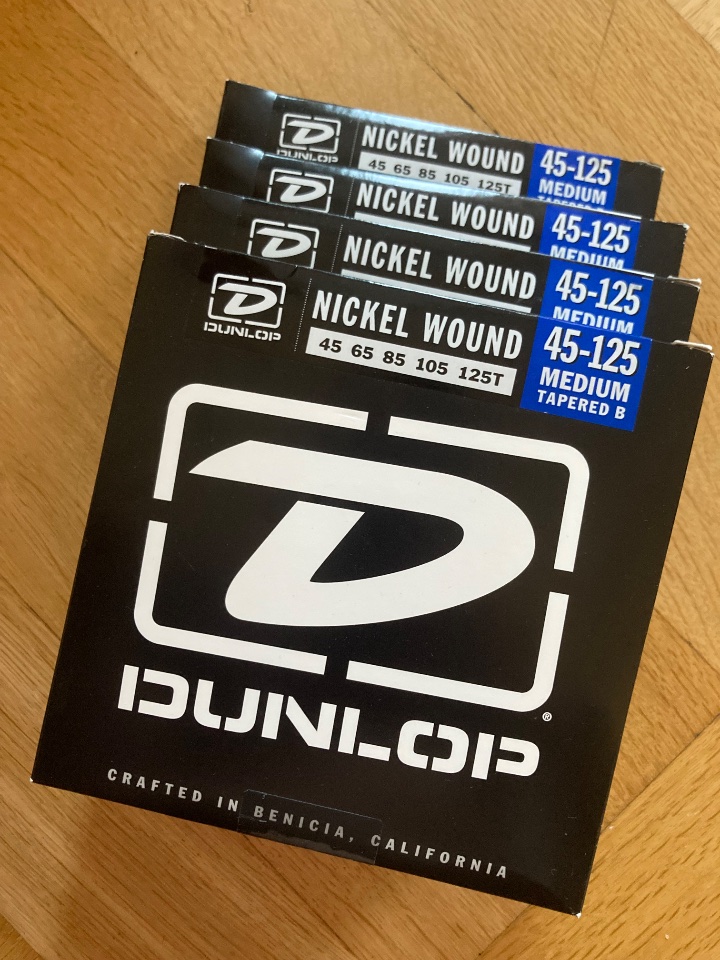 DUNLOP
NICKEL WOUND
45 65 85 105 125T
45-125
MEDIUM
TAPERED B
NICKEL WOUND
45-125
MEDIUM
NICKEL WOUND
45-125
MEDIUM
DUNLOP
NICKEL WOUND
45 65 85 105 125T
45-125
MEDIUM
TAPERED B
DUNLOP®
CRAFTED IN BENICIA, CALIFORNIA